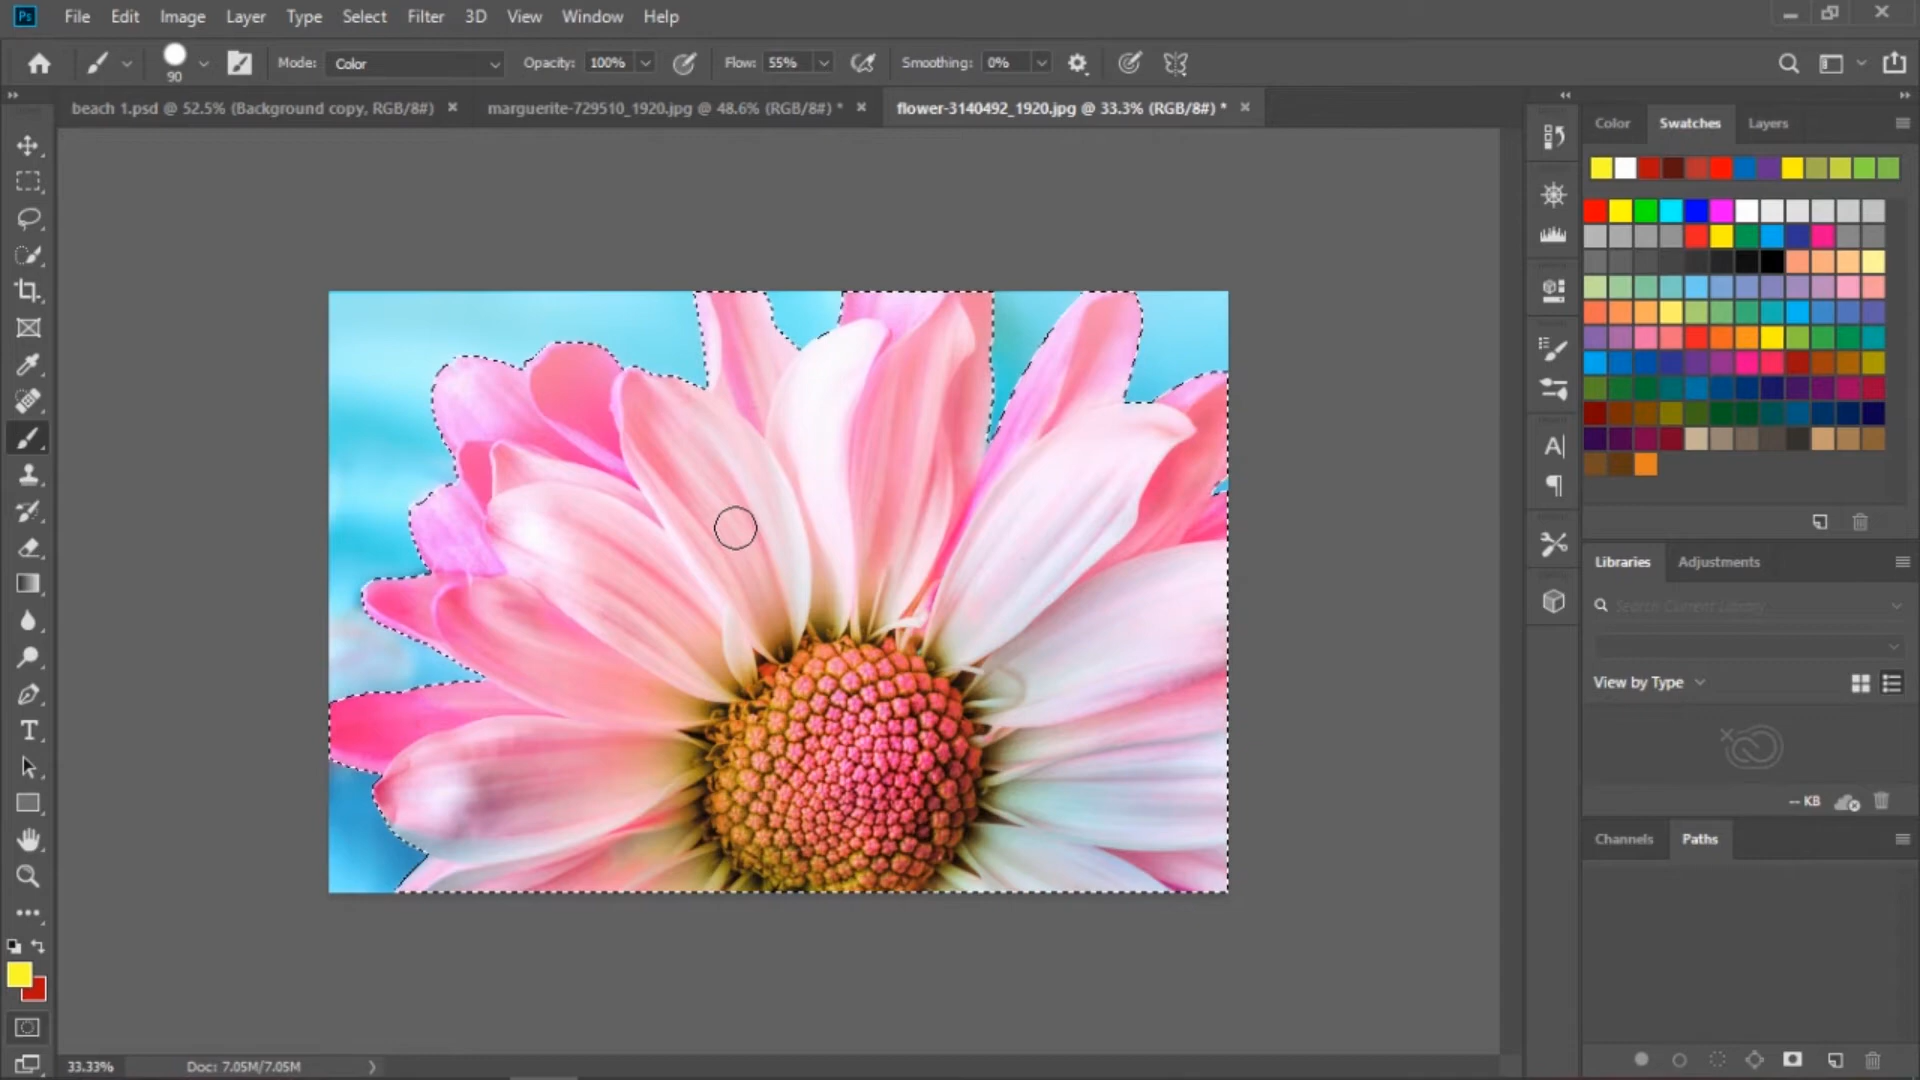 Ps File Edit Image Layer Type Select Filter 3D View Window Help
90 Mode: Color Opacity: 100% Flow: 55% Smoothing: 0%
beach 1.psd @ 52.5% (Background copy, RGB/8#) marguerite-729510_1920.jpg @ 48.6% (RGB/8#) * flower-3140492_1920.jpg @ 33.3% (RGB/8#) *
Color Swatches Layers
Libraries Adjustments
Search Current Library
View by Type
-- KB
Channels Paths
33.33% Doc: 7.05M/7.05M